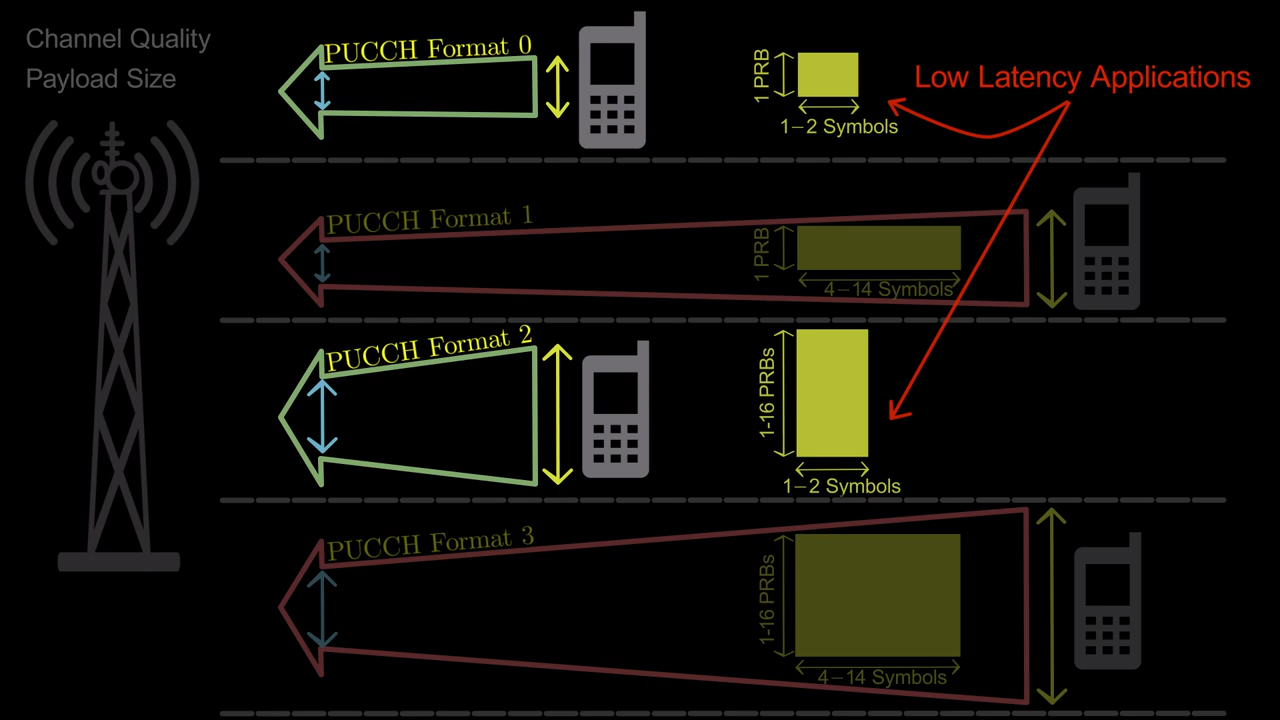 Channel Quality
Payload Size
PUCCH Format 0
1 PRB
1−2 Symbols
Low Latency Applications
PUCCH Format 1
1 PRB
4−14 Symbols
PUCCH Format 2
1-16 PRBs
1−2 Symbols
PUCCH Format 3
1-16 PRBs
4−14 Symbols